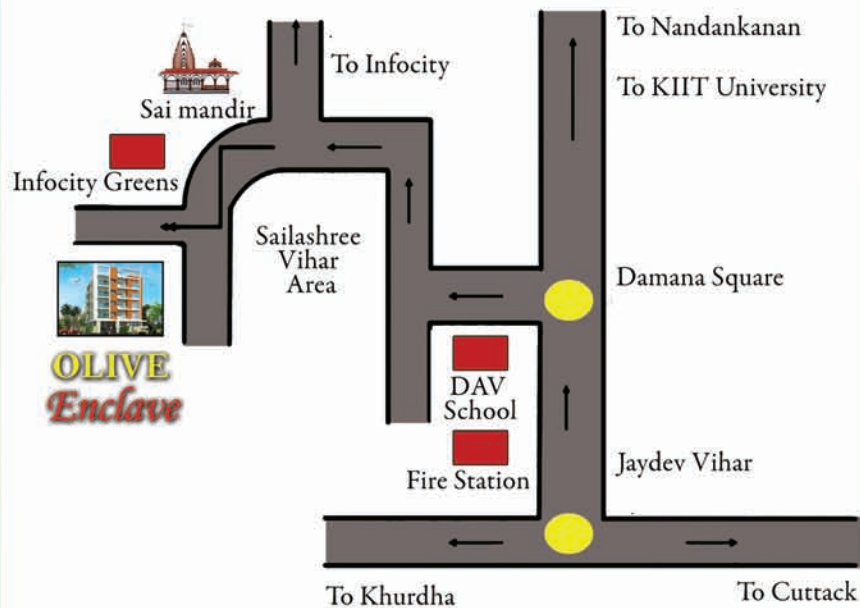 To Nandankanan
To Infocity
To KIIT University
Sai mandir
Infocity Greens
Sailashree
Vihar
Area
Damana Square
OLIVE
Enclave
DAV
School
Jaydev Vihar
Fire Station
To Khurdha
To Cuttack